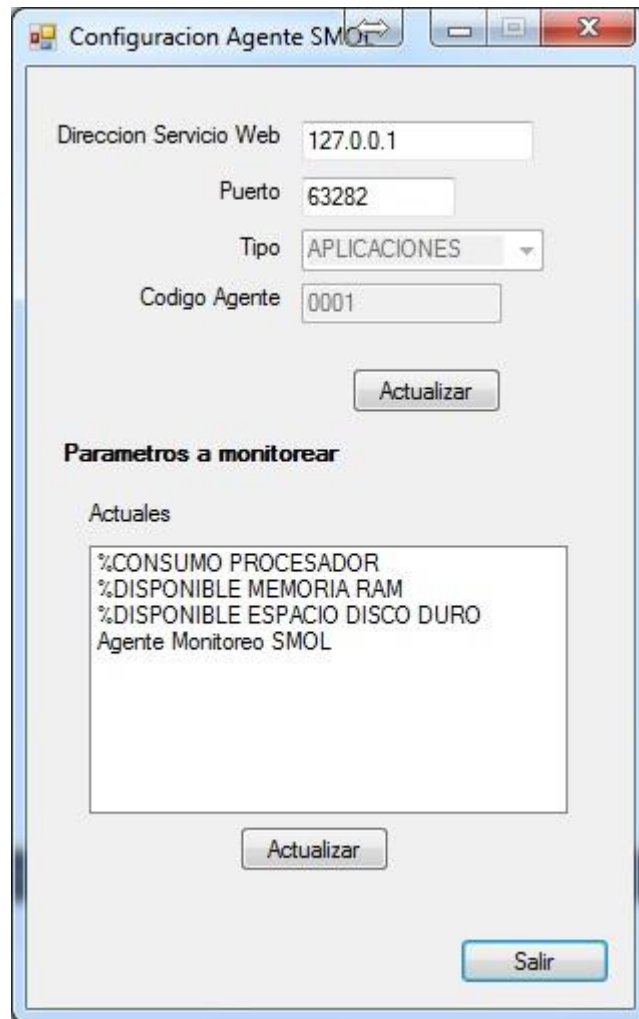 Configuracion Agente SMOL
Direccion Servicio Web 127.0.0.1
Puerto 63282
Tipo APLICACIONES
Codigo Agente 0001
Actualizar
Parametros a monitorear
Actuales
%CONSUMO PROCESADOR
%DISPONIBLE MEMORIA RAM
%DISPONIBLE ESPACIO DISCO DURO
Agente Monitoreo SMOL
Actualizar
Salir